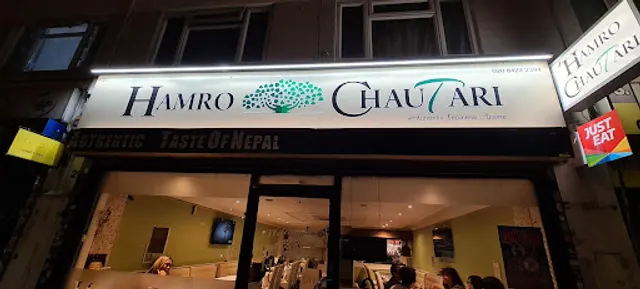 HAMRO CHAUTARI
AUTHENTIC TASTE OF NEPAL
HAMRO
CHAUTARI
JUST
EAT